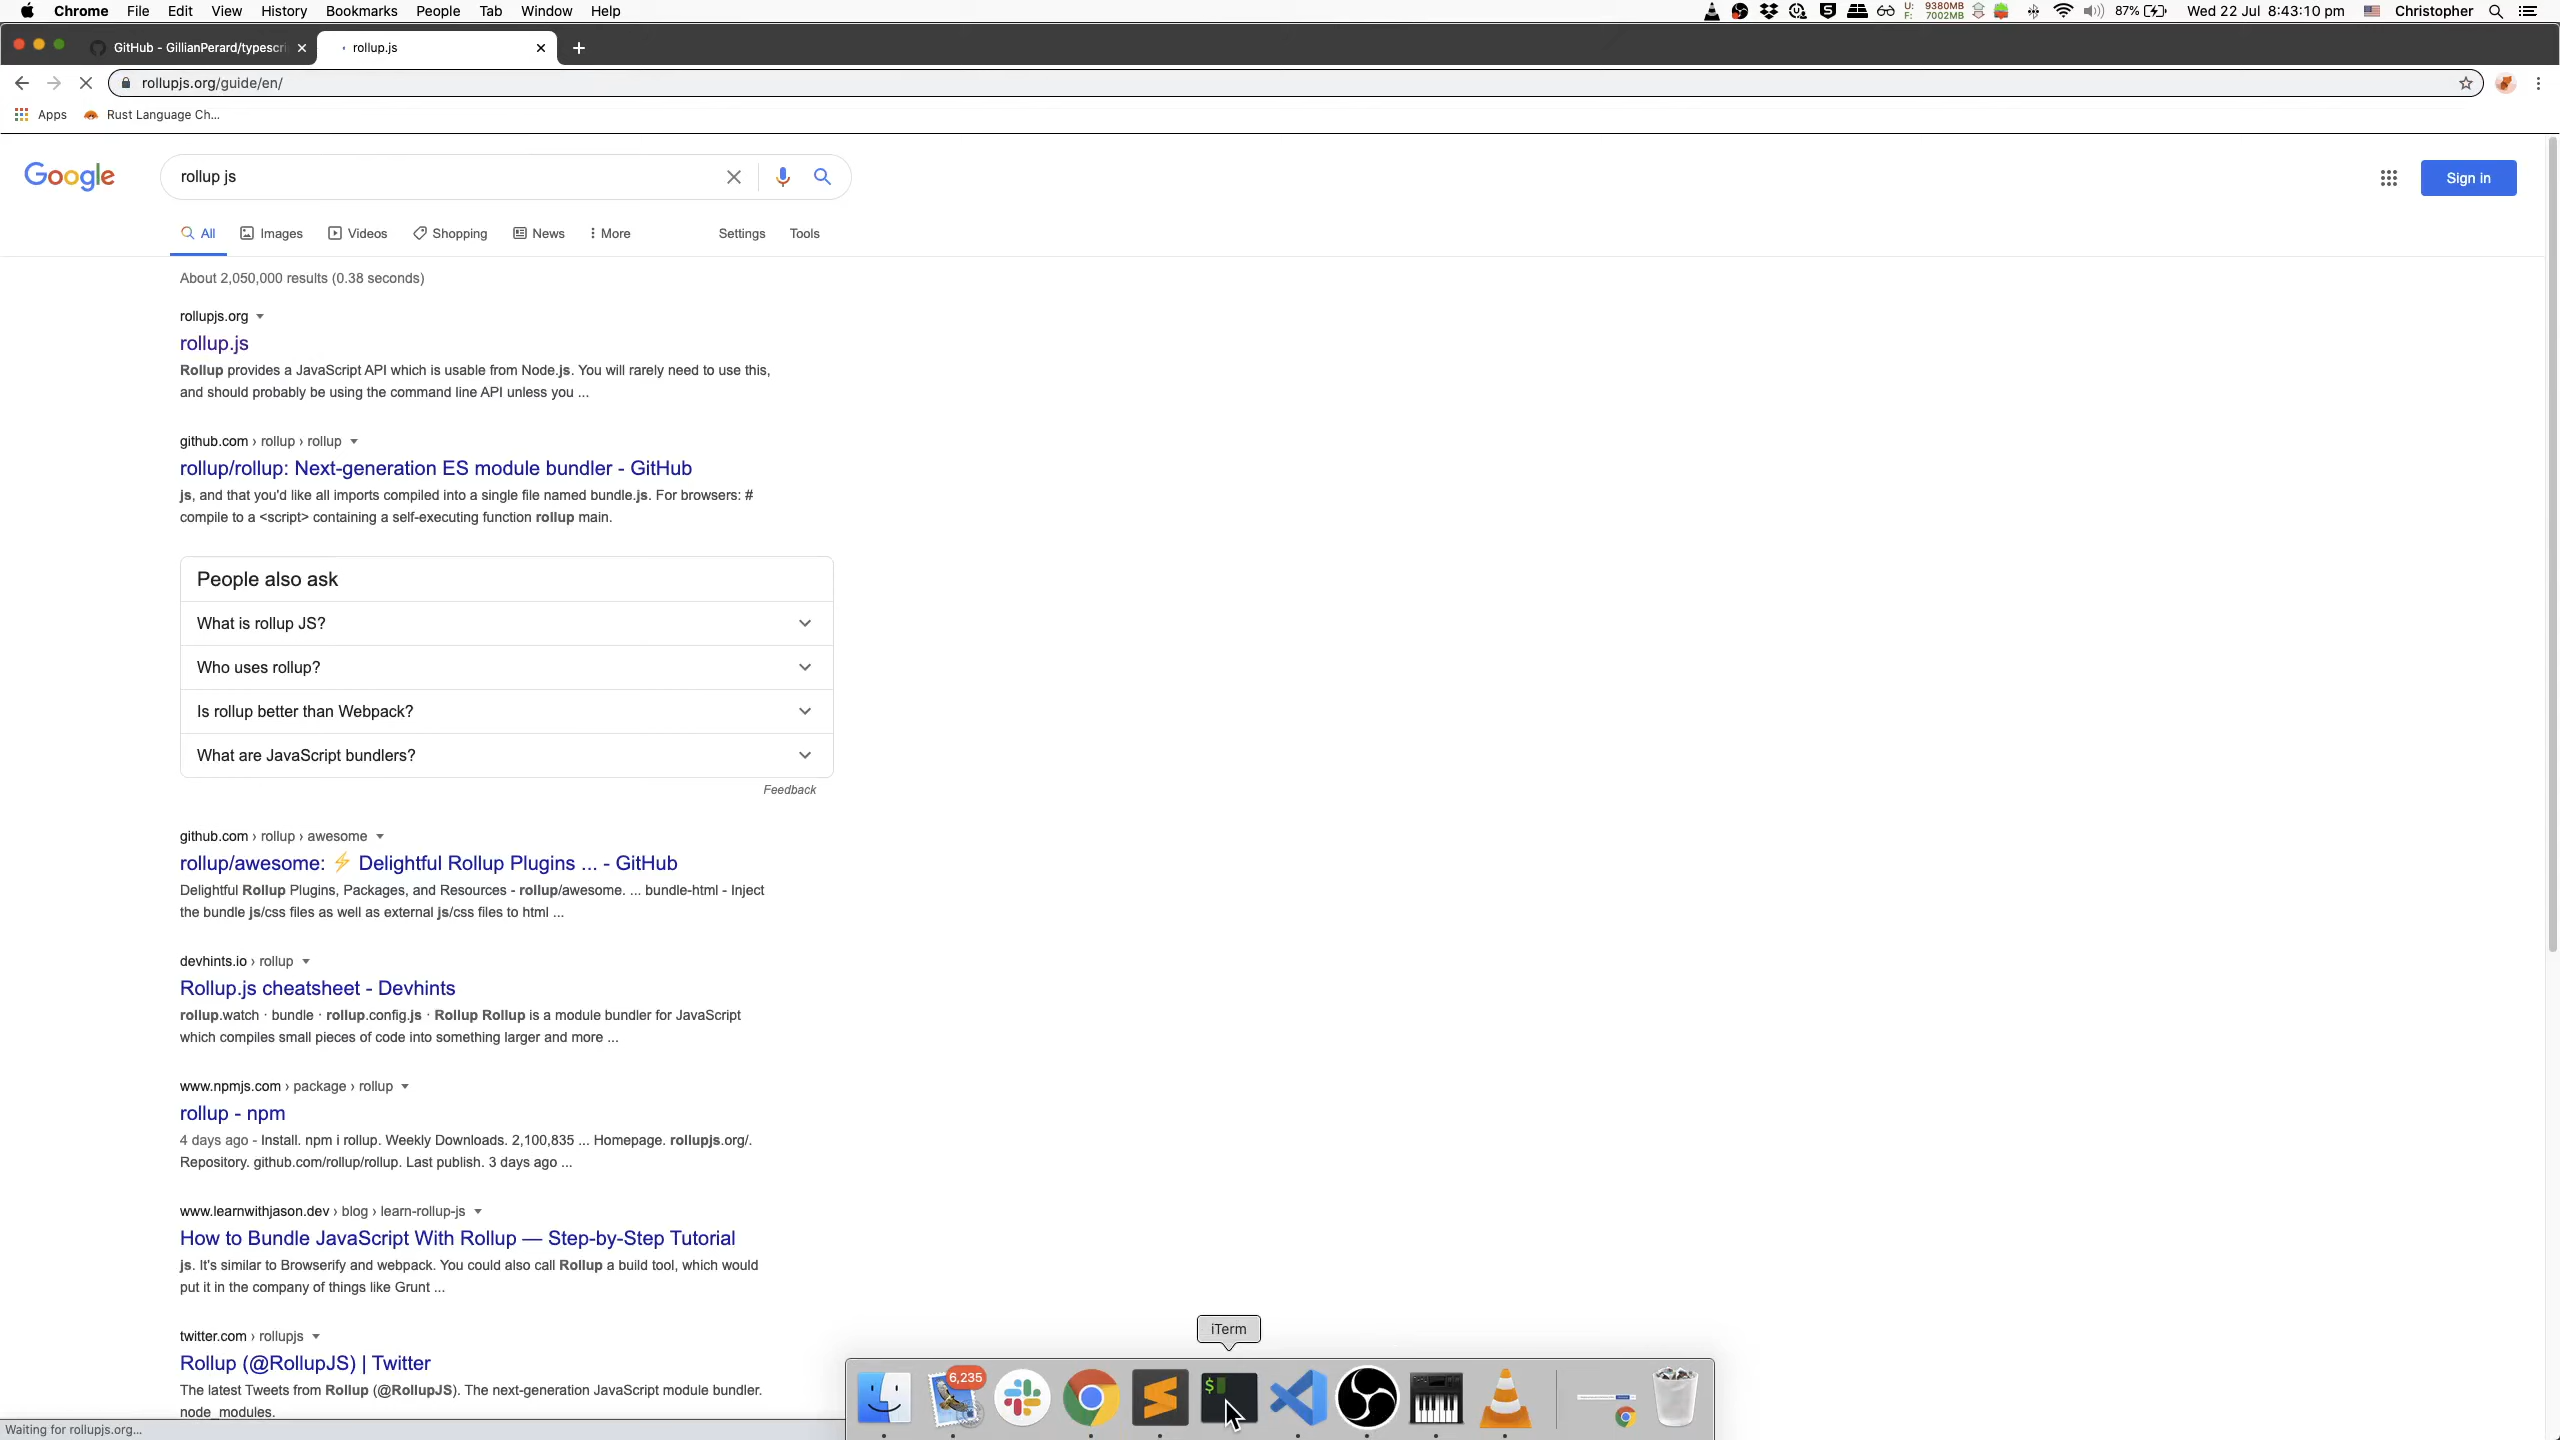 Chrome File Edit View History Bookmarks People Tab Window Help
U: 9380MB
F: 7002MB
87% Wed 22 Jul 8:43:10 pm Christopher
GitHub - GillianPerard/typescri
rollup.js
rollupjs.org/guide/en/
Apps Rust Language Ch...
Google
rollup js
Sign in
All Images Videos Shopping News More Settings Tools
About 2,050,000 results (0.38 seconds)
rollupjs.org
rollup.js
Rollup provides a JavaScript API which is usable from Node.js. You will rarely need to use this,
and should probably be using the command line API unless you ...
github.com › rollup › rollup
rollup/rollup: Next-generation ES module bundler - GitHub
js, and that you'd like all imports compiled into a single file named bundle.js. For browsers: #
compile to a <script> containing a self-executing function rollup main.
People also ask
What is rollup JS?
Who uses rollup?
Is rollup better than Webpack?
What are JavaScript bundlers?
Feedback
github.com › rollup › awesome
rollup/awesome: ⚡ Delightful Rollup Plugins ... - GitHub
Delightful Rollup Plugins, Packages, and Resources - rollup/awesome. ... bundle-html - Inject
the bundle js/css files as well as external js/css files to html ...
devhints.io › rollup
Rollup.js cheatsheet - Devhints
rollup.watch · bundle · rollup.config.js · Rollup Rollup is a module bundler for JavaScript
which compiles small pieces of code into something larger and more ...
www.npmjs.com › package › rollup
rollup - npm
4 days ago - Install. npm i rollup. Weekly Downloads. 2,100,835 ... Homepage. rollupjs.org/.
Repository. github.com/rollup/rollup. Last publish. 3 days ago ...
www.learnwithjason.dev › blog › learn-rollup-js
How to Bundle JavaScript With Rollup — Step-by-Step Tutorial
js. It's similar to Browserify and webpack. You could also call Rollup a build tool, which would
put it in the company of things like Grunt ...
twitter.com › rollupjs
Rollup (@RollupJS) | Twitter
The latest Tweets from Rollup (@RollupJS). The next-generation JavaScript module bundler.
node_modules.
iTerm
6,235
$
Waiting for rollupjs.org...